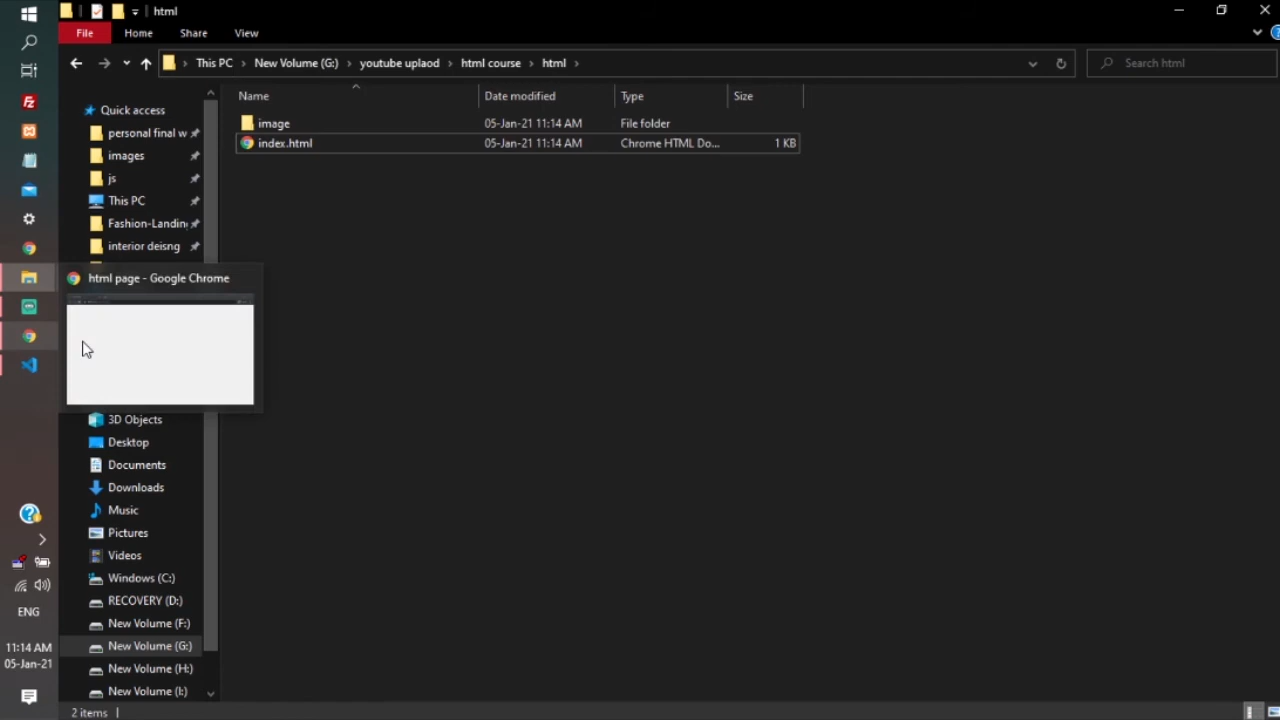 html
File Home Share View
This PC New Volume (G:) youtube uplaod html course html
Search html
Name Date modified Type Size
image 05-Jan-21 11:14 AM File folder
index.html 05-Jan-21 11:14 AM Chrome HTML Do... 1 KB
Quick access
personal final w
images
js
This PC
Fashion-Landin
interior deisng
html page - Google Chrome
3D Objects
Desktop
Documents
Downloads
Music
Pictures
Videos
Windows (C:)
RECOVERY (D:)
New Volume (F:)
New Volume (G:)
New Volume (H:)
New Volume (I:)
ENG
11:14 AM
05-Jan-21
2 items